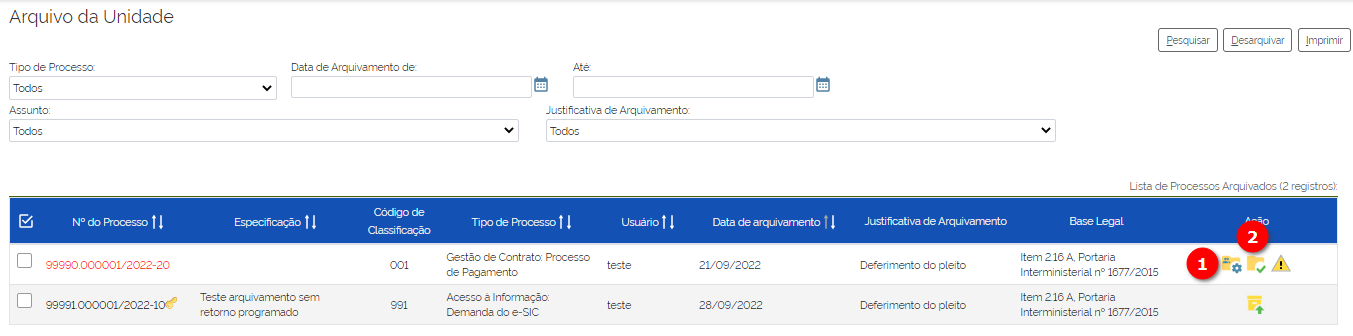 Arquivo da Unidade
Pesquisar Desarquivar Imprimir
Tipo de Processo: Data de Arquivamento de: Até:
Todos
Assunto: Justificativa de Arquivamento:
Todos Todos
Lista de Processos Arquivados (2 registros):
Nº do Processo Especificação Código de Classificação Tipo de Processo Usuário Data de arquivamento Justificativa de Arquivamento Base Legal Ação
2
1
99990.000001/2022-20 001 Gestão de Contrato: Processo de Pagamento teste 21/09/2022 Deferimento do pleito Item 2.16 A, Portaria Interministerial nº 1677/2015
99991.000001/2022-10 Teste arquivamento sem retorno programado 991 Acesso à Informação: Demanda do e-SIC teste 28/09/2022 Deferimento do pleito Item 2.16 A, Portaria Interministerial nº 1677/2015